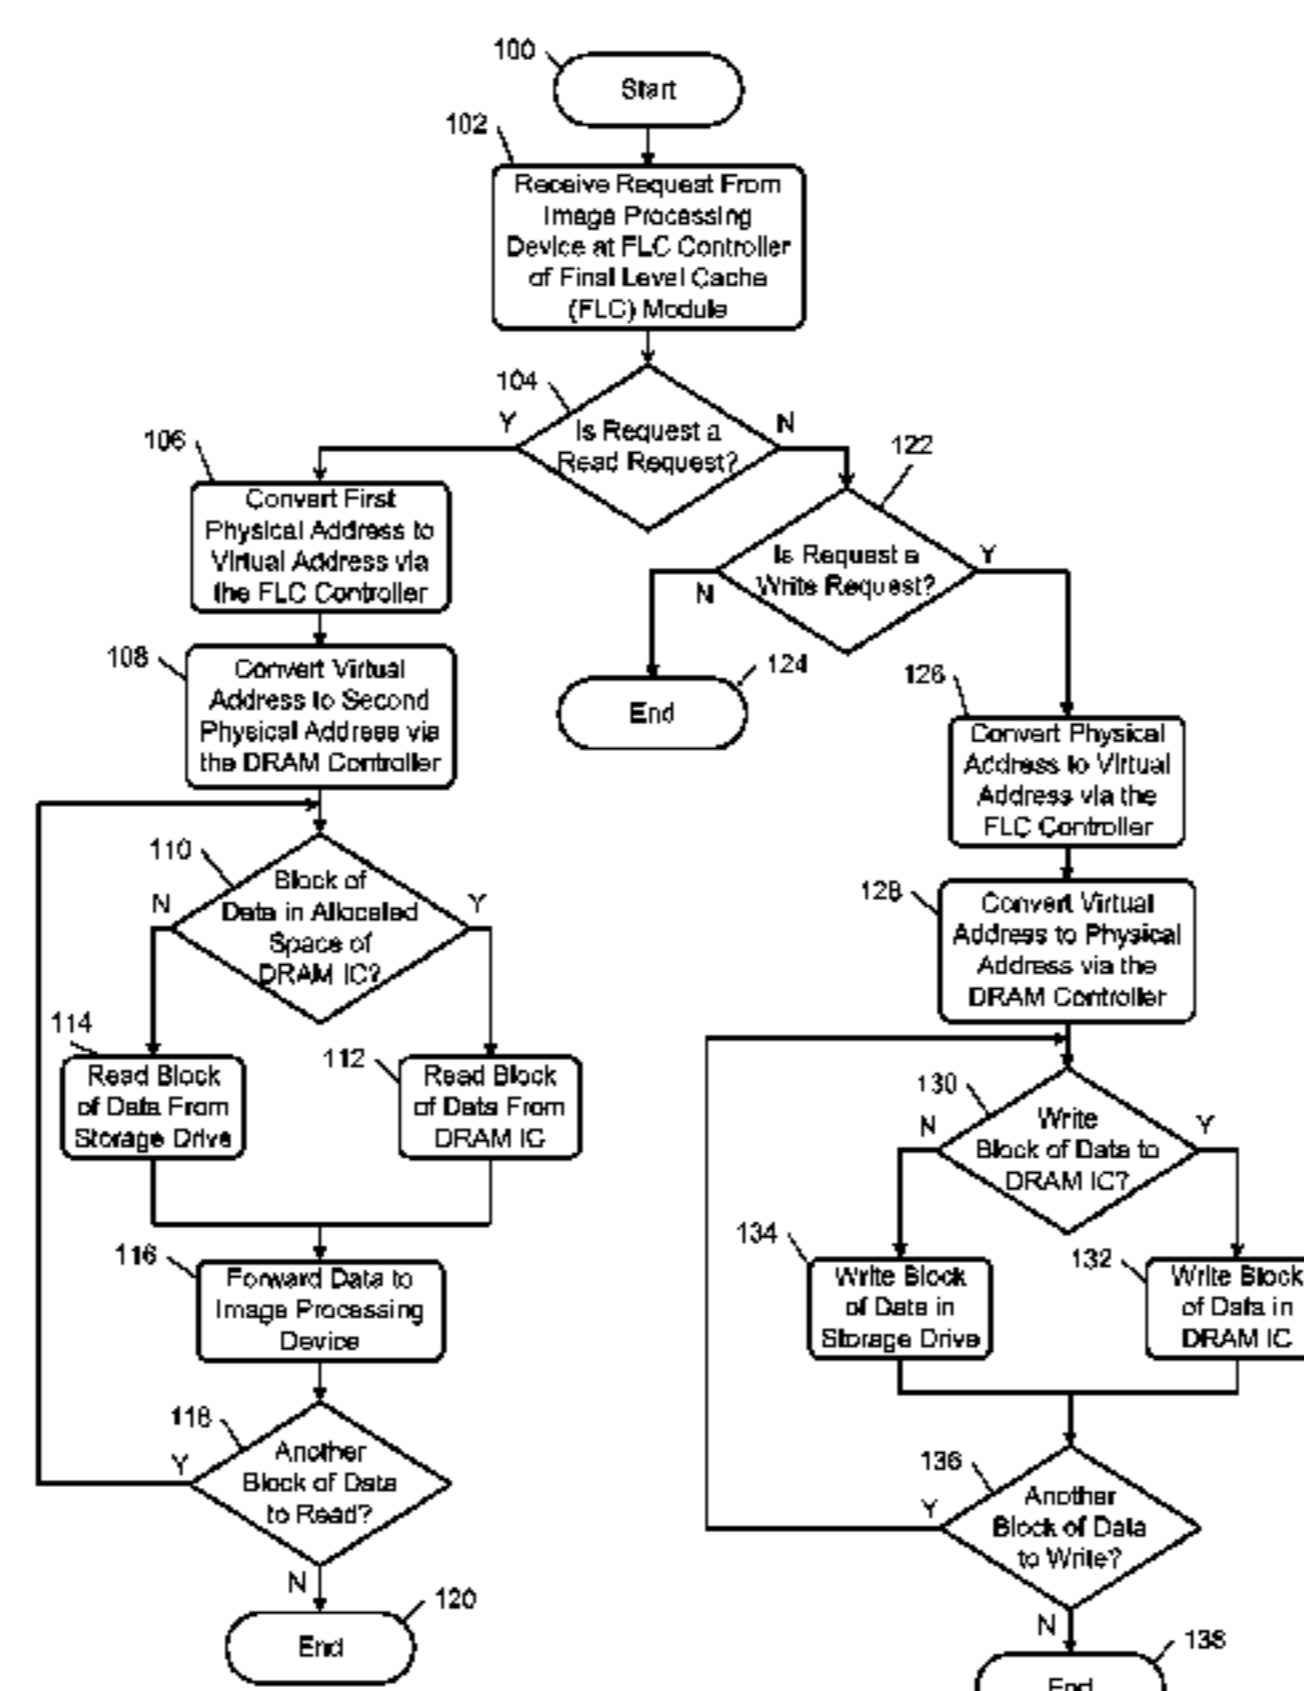 100
Start
102
Receive Request From
Image Processing
Device at FLC Controller
of Final Level Cache
(FLC) Module
104
Is Request a
Read Request?
Y
N
106
Convert First
Physical Address to
Virtual Address via
the FLC Controller
108
Convert Virtual
Address to Second
Physical Address via
the DRAM Controller
110
Block of
Data in Allocated
Space of
DRAM IC?
N
Y
114
Read Block
of Data From
Storage Drive
112
Read Block
of Data From
DRAM IC
116
Forward Data to
Image Processing
Device
118
Another
Block of Data
to Read?
Y
N
120
End
122
Is Request a
Write Request?
N
Y
124
End
126
Convert Physical
Address to Virtual
Address via the
FLC Controller
128
Convert Virtual
Address to Physical
Address via the
DRAM Controller
130
Write
Block of Data to
DRAM IC?
N
Y
134
Write Block
of Data in
Storage Drive
132
Write Block
of Data in
DRAM IC
136
Another
Block of Data
to Write?
Y
N
138
End